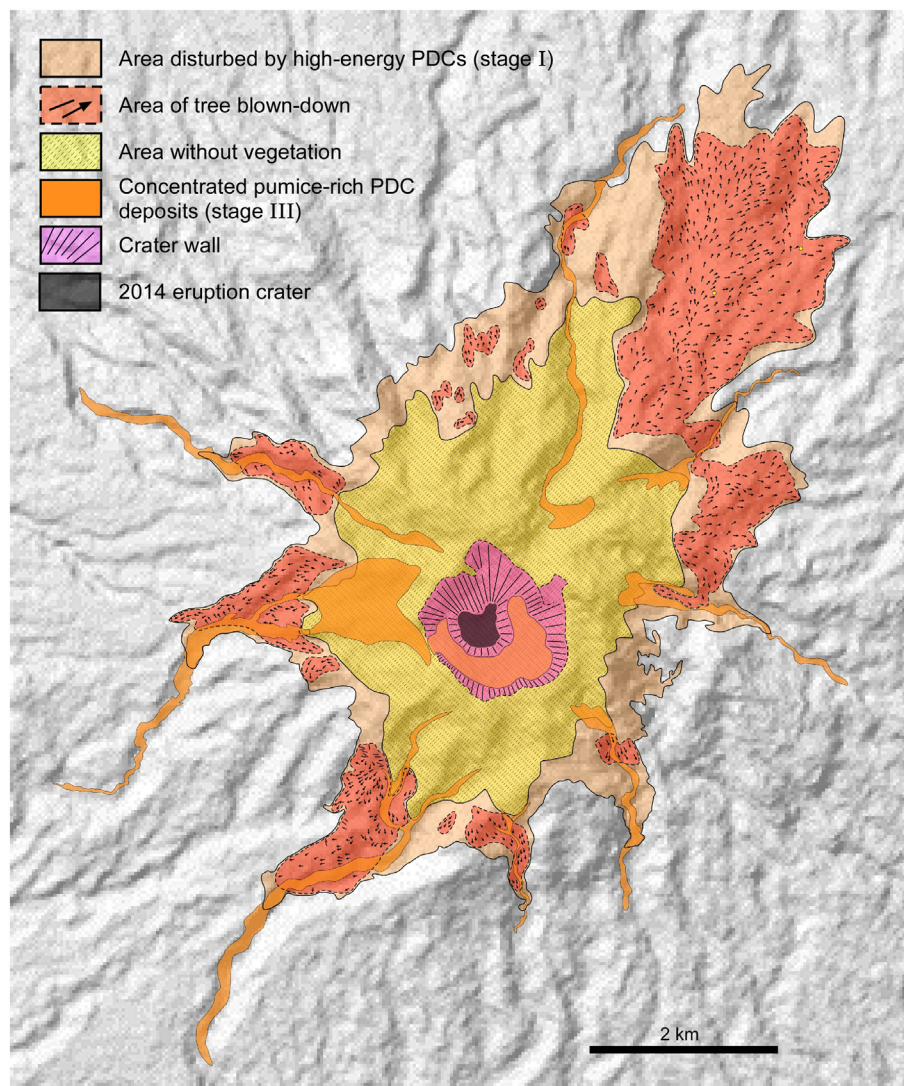 Area disturbed by high-energy PDCs (stage I)
Area of tree blown-down
Area without vegetation
Concentrated pumice-rich PDC
deposits (stage III)
Crater wall
2014 eruption crater
2 km